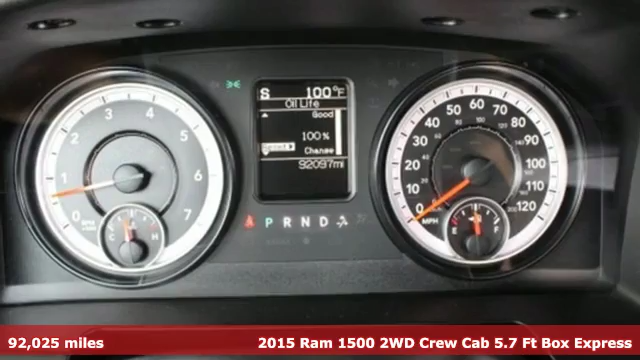 S 100°F
Oil Life
Good
100%
Change
92097mi
0 1 2 3 4 5 6 7
RPM
C H
P R N D
0 10 20 30 40 50 60 70 80 90 100 110 120
MPH
E F
92,025 miles
2015 Ram 1500 2WD Crew Cab 5.7 Ft Box Express